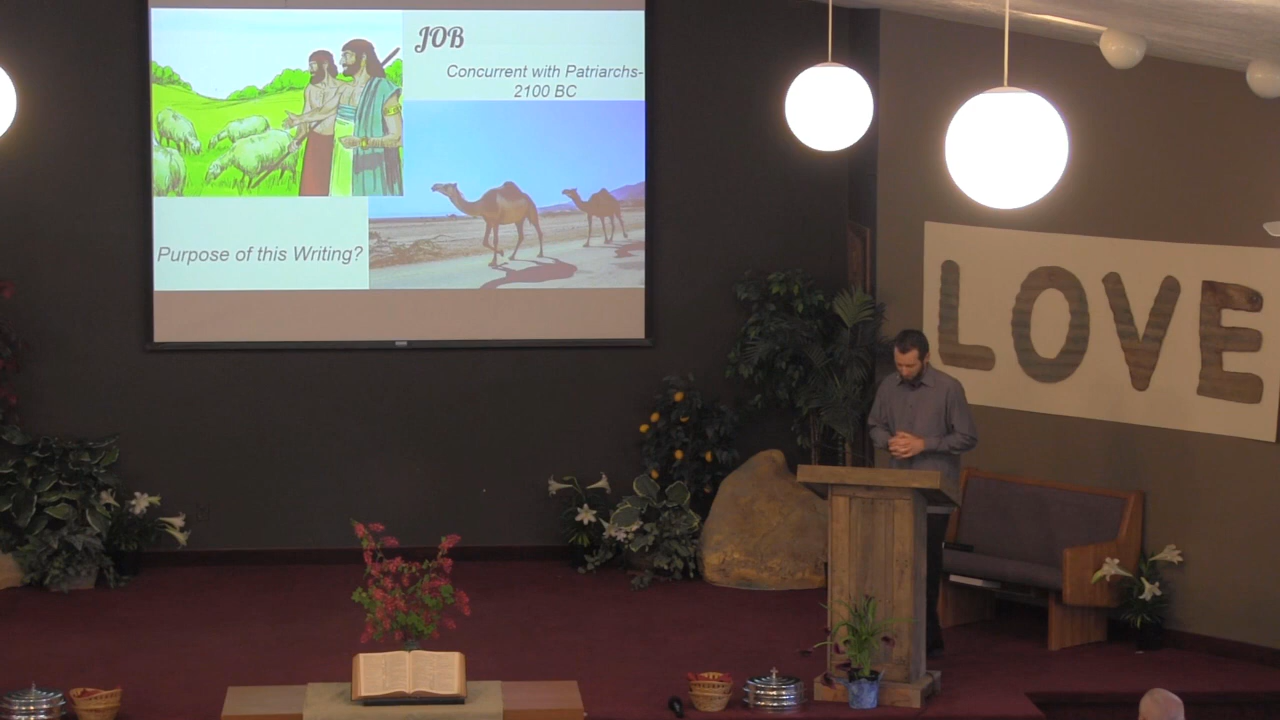 JOB
Concurrent with Patriarchs-
2100 BC
Purpose of this Writing?
LOVE